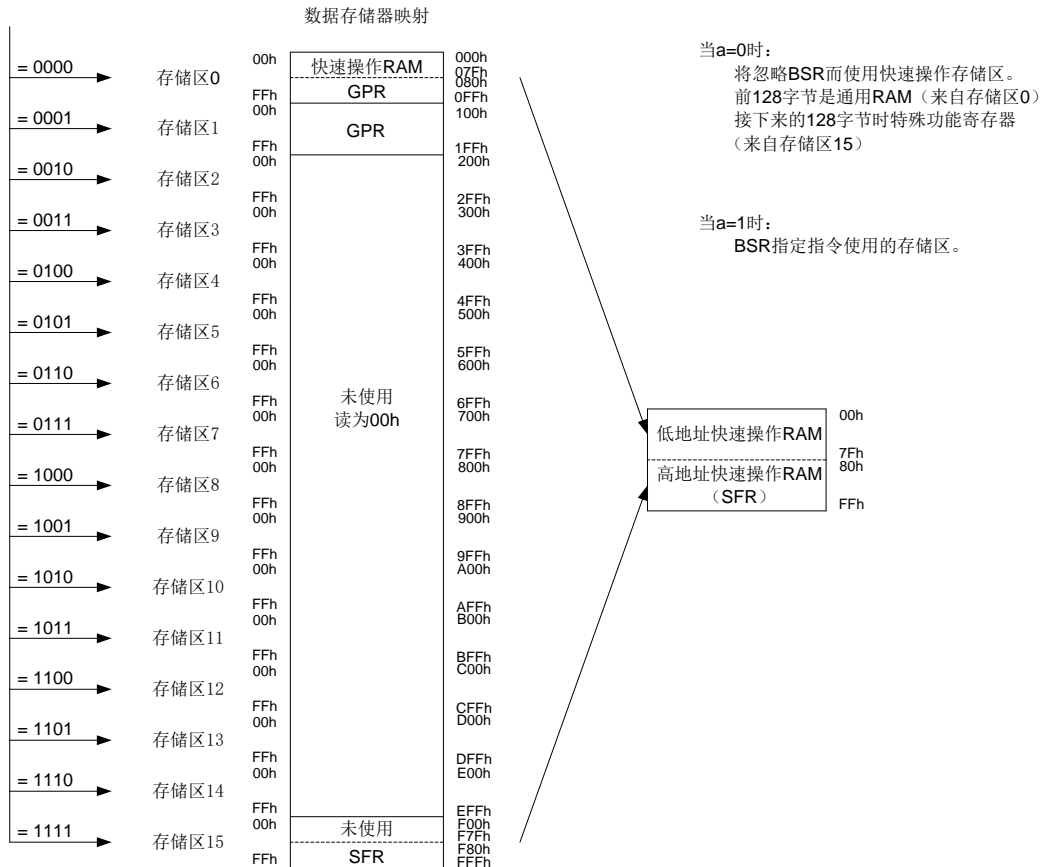 数据存储器映射
= 0000
存储区0
00h
快速操作RAM
000h
07Fh
080h
FFh
GPR
0FFh
= 0001
存储区1
00h
GPR
100h
FFh
1FFh
= 0010
存储区2
00h
200h
FFh
2FFh
= 0011
存储区3
00h
300h
FFh
3FFh
= 0100
存储区4
00h
400h
FFh
4FFh
= 0101
存储区5
00h
500h
FFh
5FFh
= 0110
存储区6
00h
600h
FFh
6FFh
未使用
读为00h
= 0111
存储区7
00h
700h
FFh
7FFh
= 1000
存储区8
00h
800h
FFh
8FFh
= 1001
存储区9
00h
900h
FFh
9FFh
= 1010
存储区10
00h
A00h
FFh
AFFh
= 1011
存储区11
00h
B00h
FFh
BFFh
= 1100
存储区12
00h
C00h
FFh
CFFh
= 1101
存储区13
00h
D00h
FFh
DFFh
= 1110
存储区14
00h
E00h
FFh
EFFh
= 1111
存储区15
00h
未使用
F00h
F7Fh
F80h
FFh
SFR
FFFh
当a=0时：
将忽略BSR而使用快速操作存储区。
前128字节是通用RAM（来自存储区0）
接下来的128字节时特殊功能寄存器
（来自存储区15）
当a=1时：
BSR指定指令使用的存储区。
00h
低地址快速操作RAM
7Fh
80h
高地址快速操作RAM
（SFR）
FFh